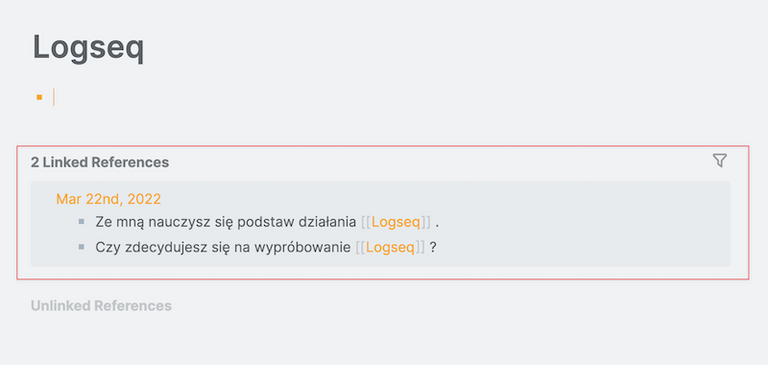 Logseq
2 Linked References
Mar 22nd, 2022
Ze mną nauczysz się podstaw działania [[Logseq]] .
Czy zdecydujesz się na wypróbowanie [[Logseq]] ?
Unlinked References